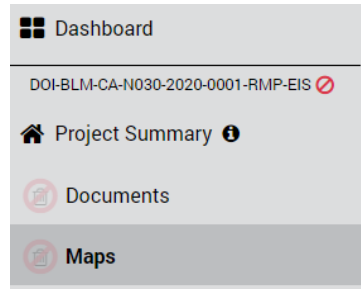 Dashboard
DOI-BLM-CA-N030-2020-0001-RMP-EIS
Project Summary
Documents
Maps